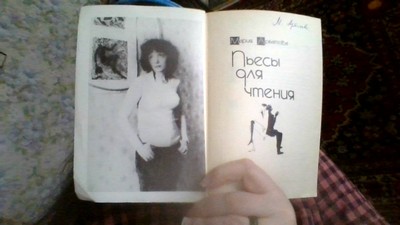 Мария Арбатова
Пьесы
для
чтения